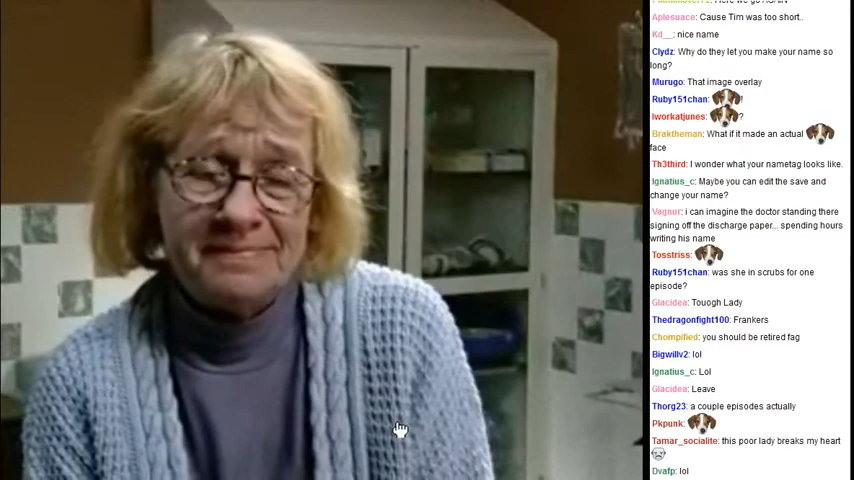 Aplesuace: Cause Tim was too short..
Kd__: nice name
Clydz: Why do they let you make your name so
long?
Murugo: That image overlay
Ruby151chan: !
Iworkatjunes: ?
Braktheman: What if it made an actual
face
Th3third: I wonder what your nametag looks like.
Ignatius_c: Maybe you can edit the save and
change your name?
Vagnur: i can imagine the doctor standing there
signing off the discharge paper... spending hours
writing his name
Tosstriss:
Ruby151chan: was she in scrubs for one
episode?
Glacidea: Touogh Lady
Thedragonfight100: Frankers
Chompified: you should be retired fag
Bigwillv2: lol
Ignatius_c: Lol
Glacidea: Leave
Thorg23: a couple episodes actually
Pkpunk:
Tamar_socialite: this poor lady breaks my heart
Dvafp: lol